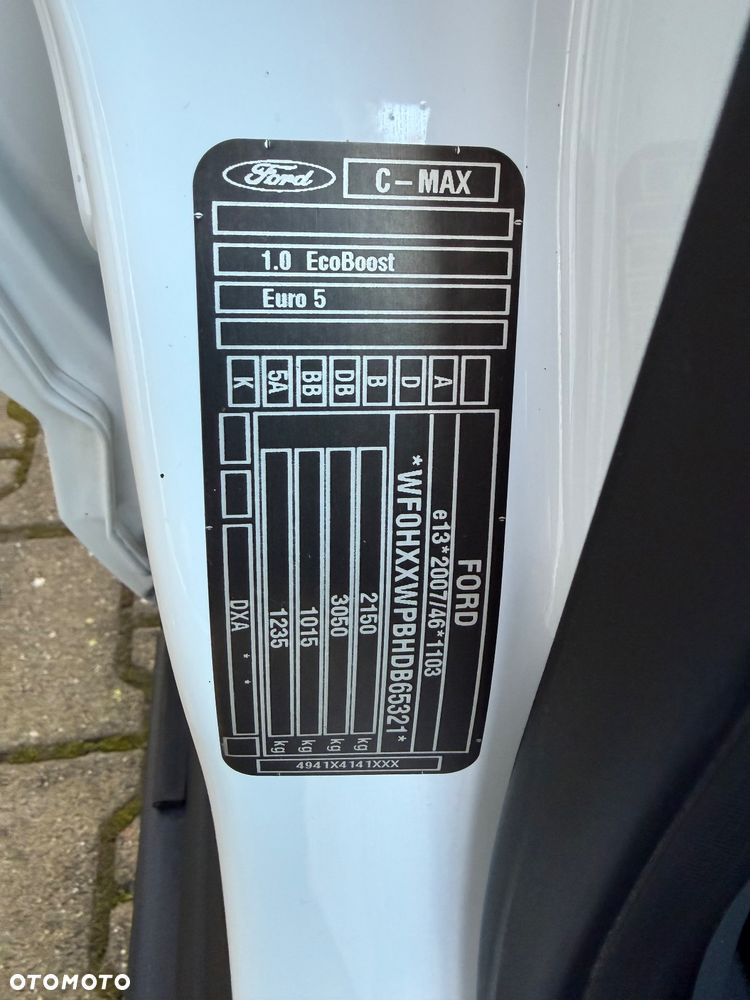 Ford
C-MAX
1.0 EcoBoost
Euro 5
K 5A BB DB B D A
FORD
e13*2007/46*1103
*WF0HXXWPBHDB65321*
2150 kg
3050 kg
1015 kg
1235 kg
DXA * *
4941X4141XXX
OTOMOTO